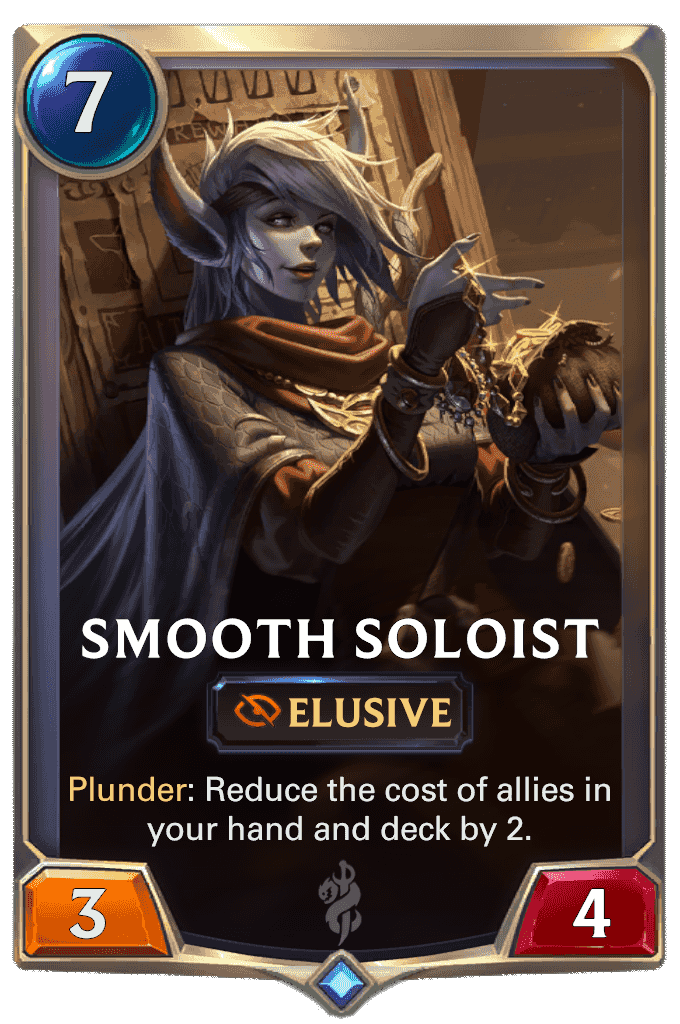 7
SMOOTH SOLOIST
ELUSIVE
Plunder: Reduce the cost of allies in
your hand and deck by 2.
3
4